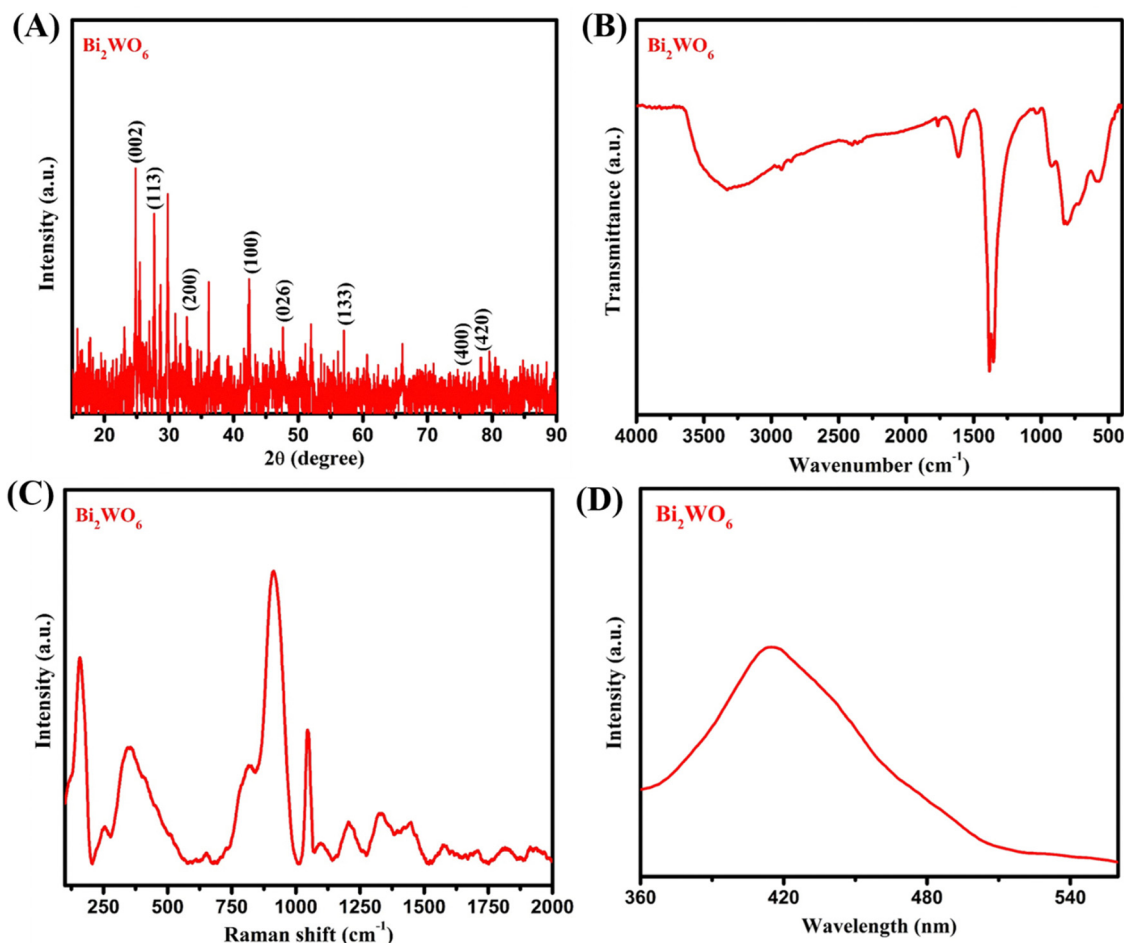 (A)
Bi₂WO₆
(002)
(113)
(200)
(100)
(026)
(133)
(400)
(420)
Intensity (a.u.)
20 30 40 50 60 70 80 90
2θ (degree)
(B)
Bi₂WO₆
Transmittance (a.u.)
4000 3500 3000 2500 2000 1500 1000 500
Wavenumber (cm⁻¹)
(C)
Bi₂WO₆
Intensity (a.u.)
250 500 750 1000 1250 1500 1750 2000
Raman shift (cm⁻¹)
(D)
Bi₂WO₆
Intensity (a.u.)
360 420 480 540
Wavelength (nm)